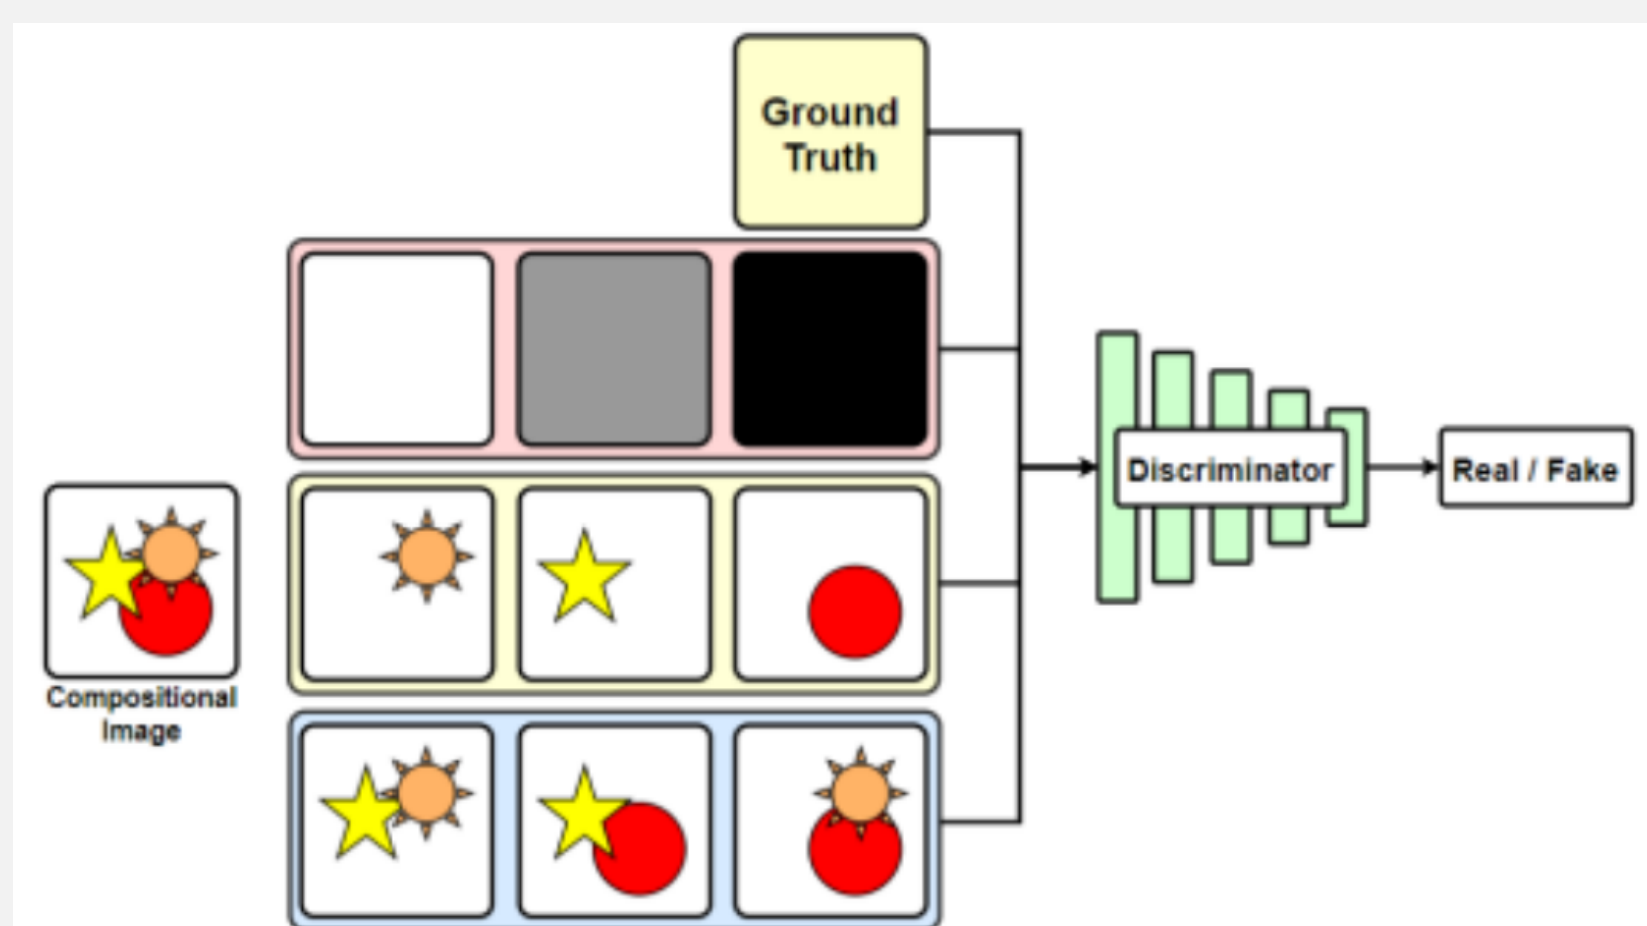 Ground
Truth
Discriminator
Real / Fake
Compositional
Image